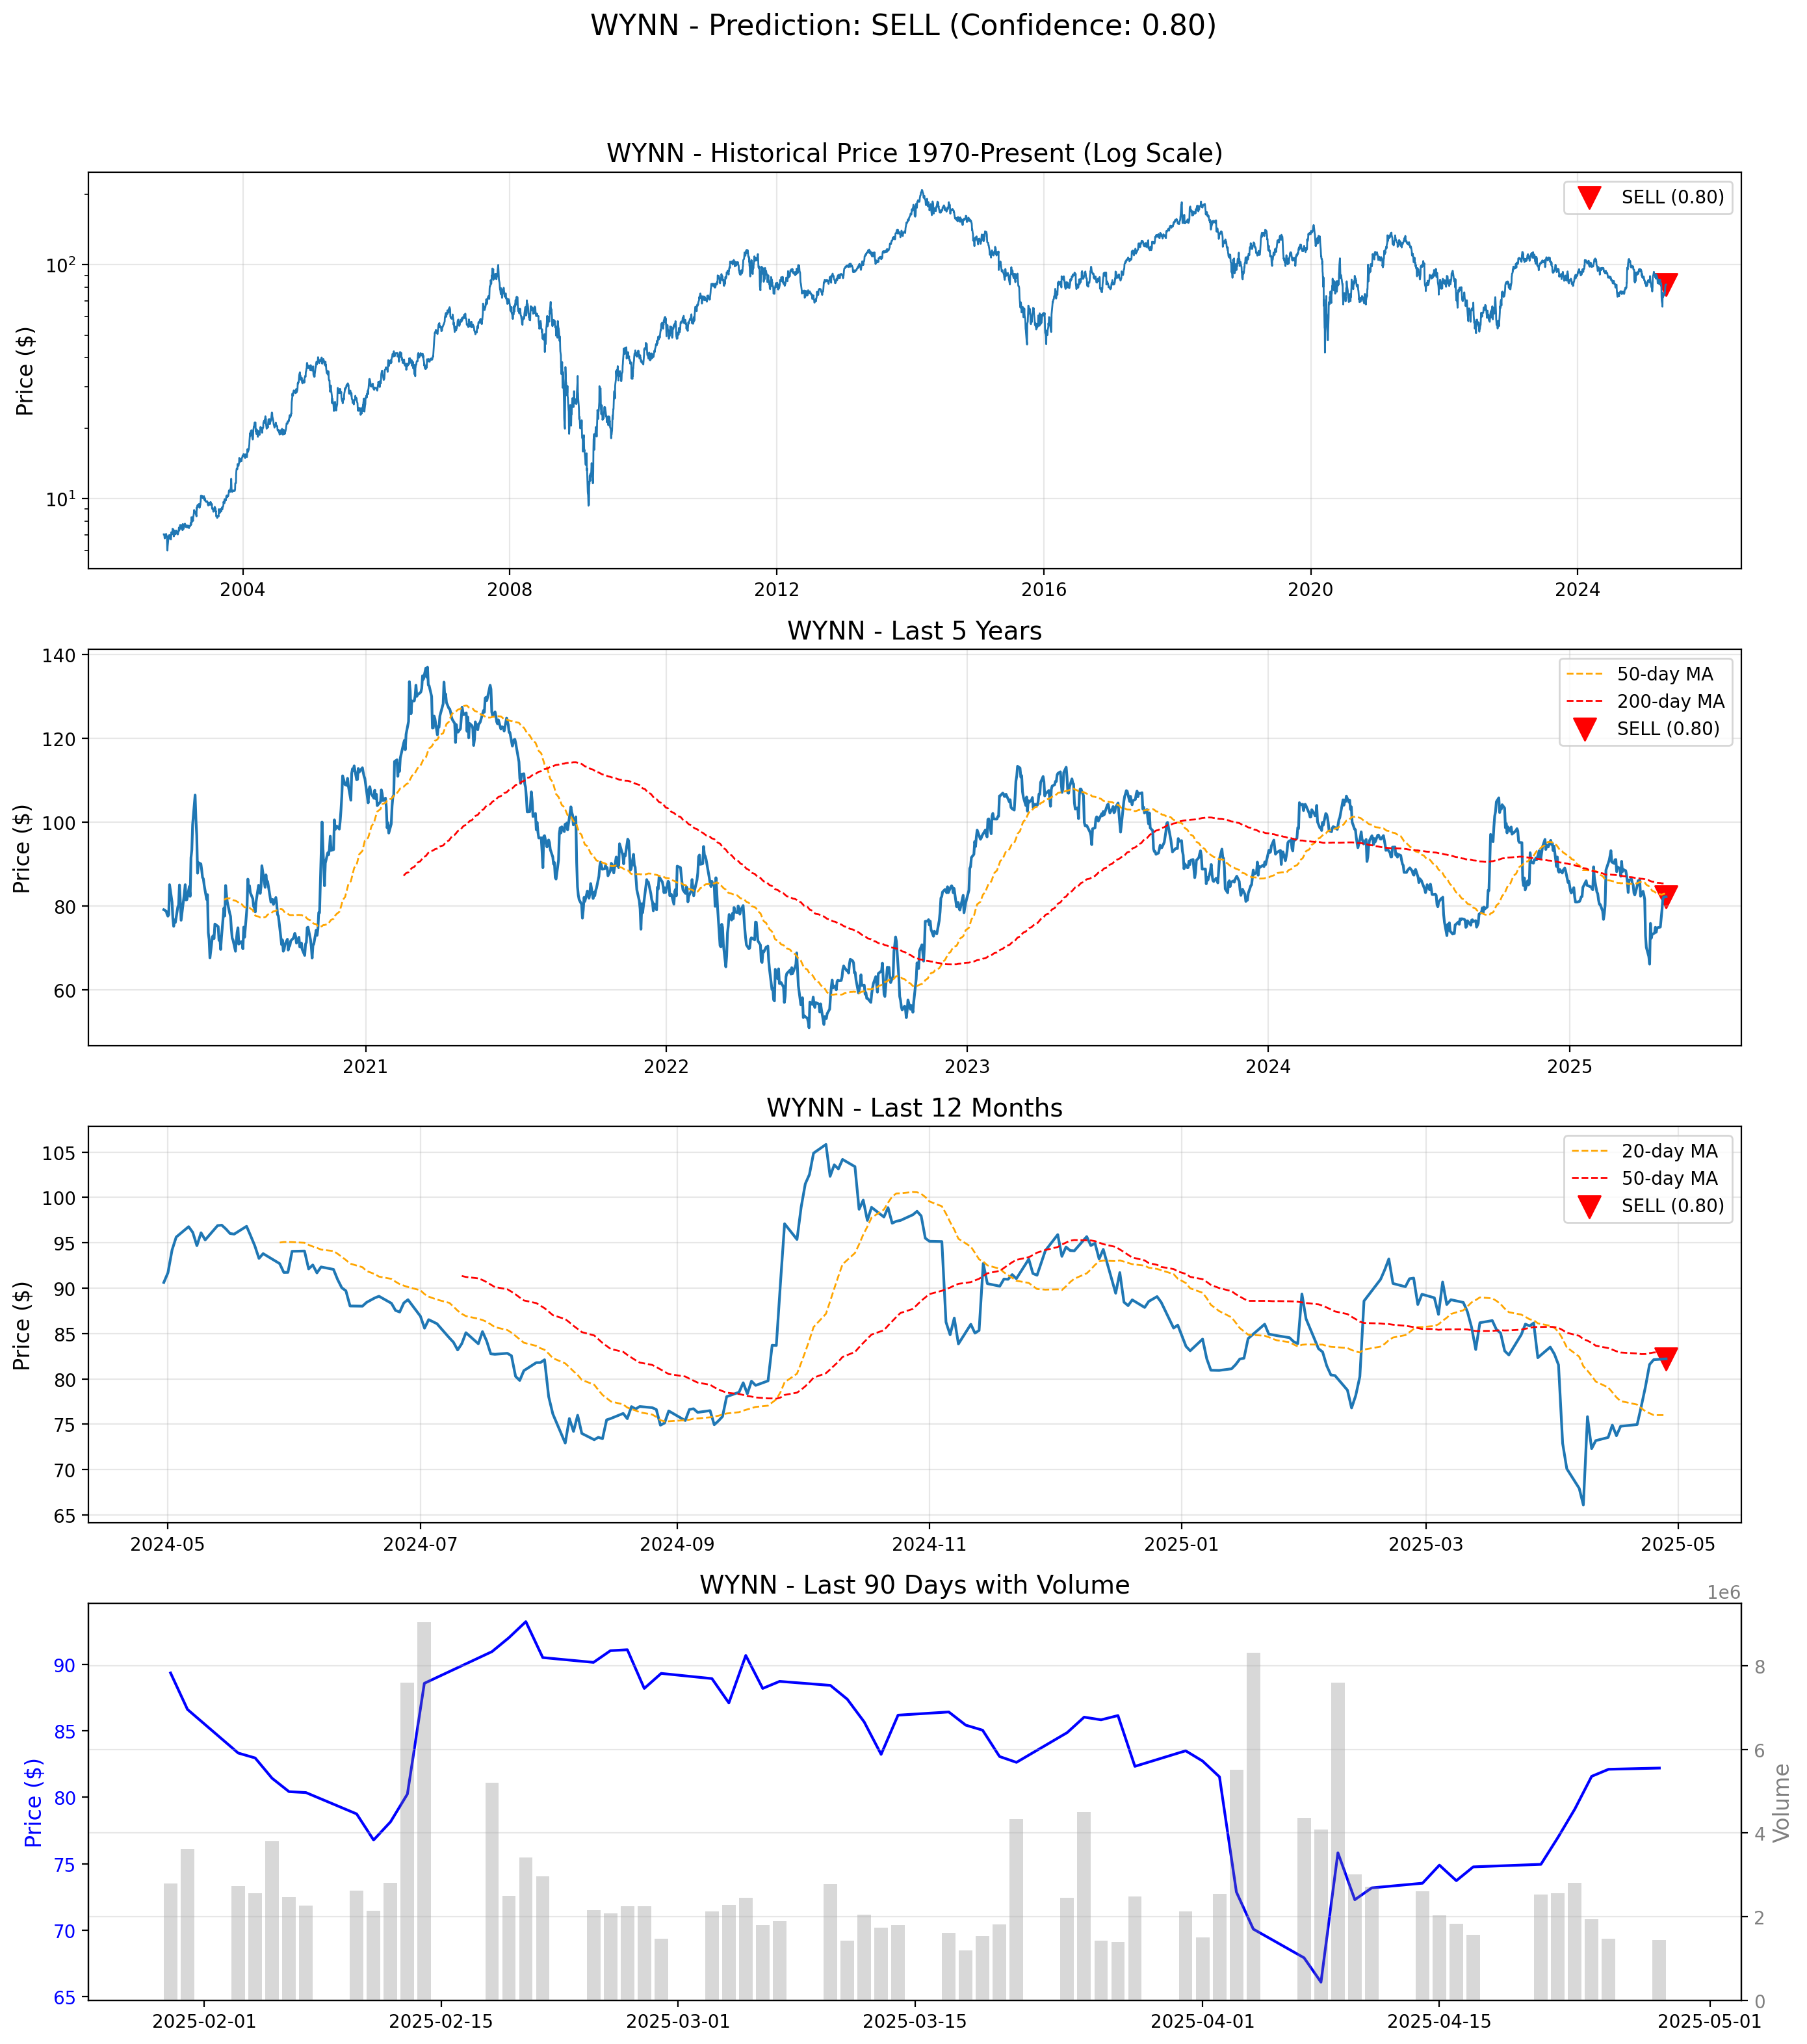 WYNN - Prediction: SELL (Confidence: 0.80)
WYNN - Historical Price 1970-Present (Log Scale)
Price ($)
10²
10¹
SELL (0.80)
2004 2008 2012 2016 2020 2024
WYNN - Last 5 Years
Price ($)
140
120
100
80
60
50-day MA
200-day MA
SELL (0.80)
2021 2022 2023 2024 2025
WYNN - Last 12 Months
Price ($)
105
100
95
90
85
80
75
70
65
20-day MA
50-day MA
SELL (0.80)
2024-05 2024-07 2024-09 2024-11 2025-01 2025-03 2025-05
WYNN - Last 90 Days with Volume
1e6
Price ($)
90
85
80
75
70
65
8
6
4
2
0
Volume
2025-02-01 2025-02-15 2025-03-01 2025-03-15 2025-04-01 2025-04-15 2025-05-01